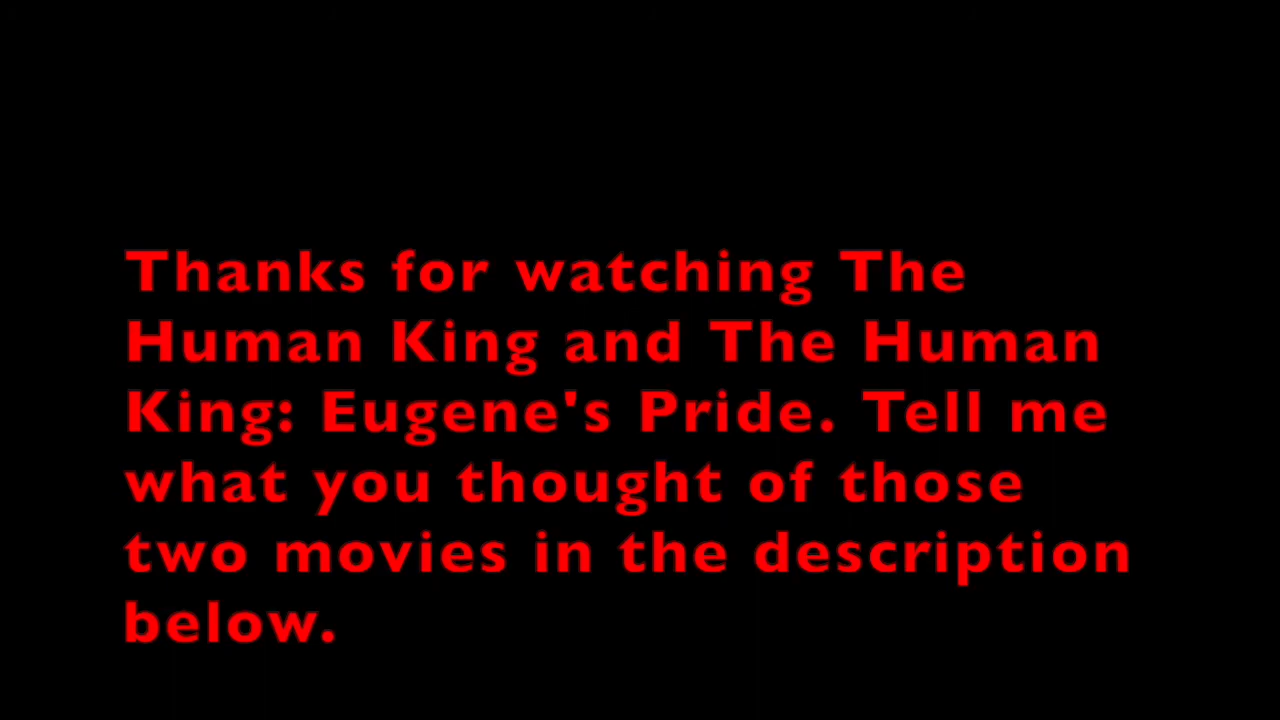 Thanks for watching The
Human King and The Human
King: Eugene's Pride. Tell me
what you thought of those
two movies in the description
below.